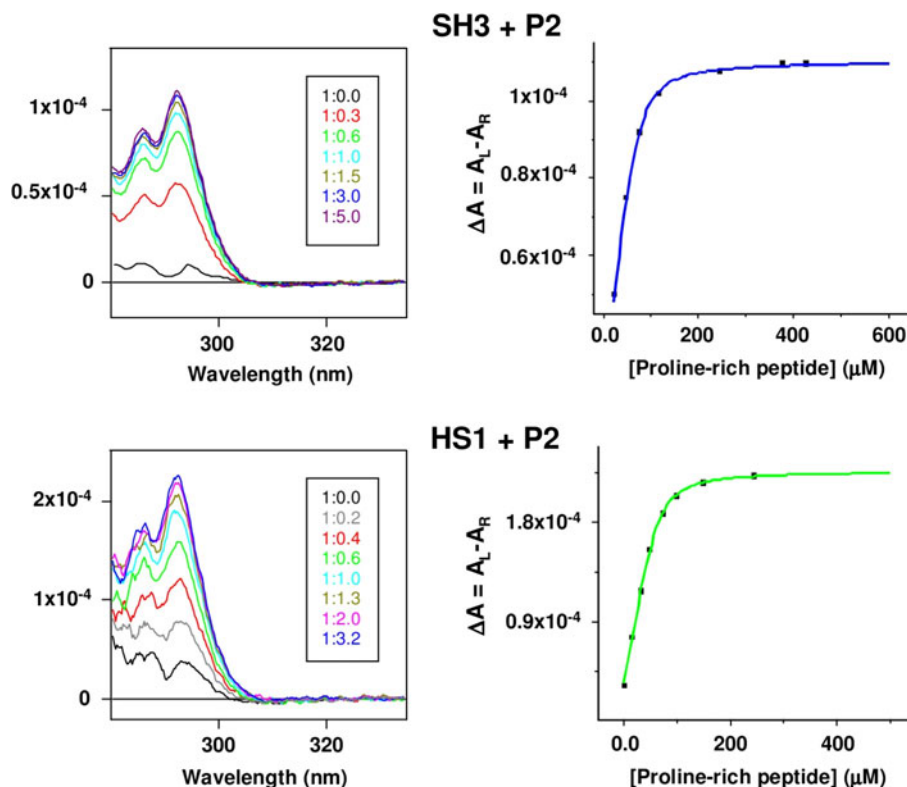 SH3 + P2
1x10-4
0.5x10-4
0
1:0.0
1:0.3
1:0.6
1:1.0
1:1.5
1:3.0
1:5.0
300
320
Wavelength (nm)
ΔA = AL-AR
1x10-4
0.8x10-4
0.6x10-4
0.0
200
400
600
[Proline-rich peptide] (μM)
HS1 + P2
2x10-4
1x10-4
0
1:0.0
1:0.2
1:0.4
1:0.6
1:1.0
1:1.3
1:2.0
1:3.2
300
320
Wavelength (nm)
ΔA = AL-AR
1.8x10-4
0.9x10-4
0.0
200
400
[Proline-rich peptide] (μM)